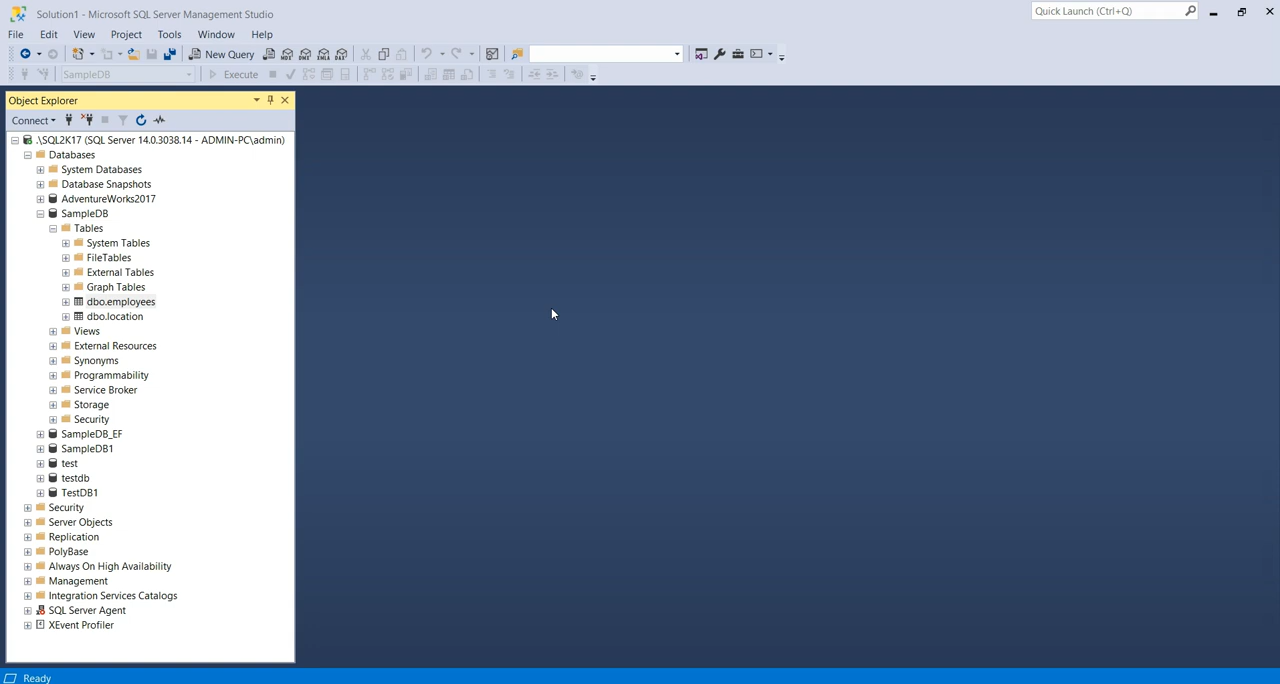 Solution1 - Microsoft SQL Server Management Studio
Quick Launch (Ctrl+Q)
File Edit View Project Tools Window Help
New Query MDX DMX XMLA DAX
SampleDB Execute
Object Explorer
Connect
.\SQL2K17 (SQL Server 14.0.3038.14 - ADMIN-PC\admin)
Databases
System Databases
Database Snapshots
AdventureWorks2017
SampleDB
Tables
System Tables
FileTables
External Tables
Graph Tables
dbo.employees
dbo.location
Views
External Resources
Synonyms
Programmability
Service Broker
Storage
Security
SampleDB_EF
SampleDB1
test
testdb
TestDB1
Security
Server Objects
Replication
PolyBase
Always On High Availability
Management
Integration Services Catalogs
SQL Server Agent
XEvent Profiler
Ready